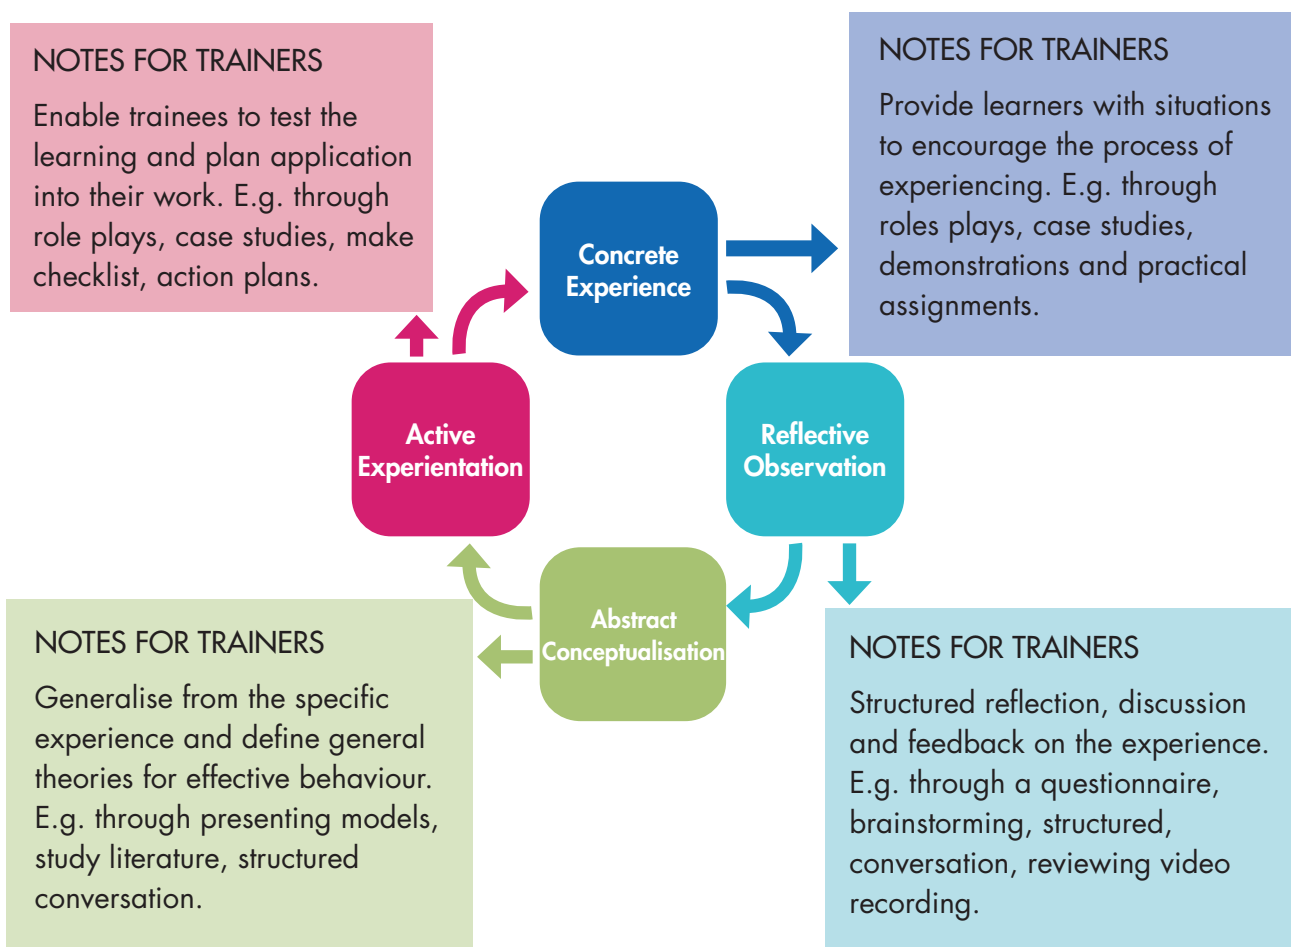 NOTES FOR TRAINERS
Enable trainees to test the
learning and plan application
into their work. E.g. through
role plays, case studies, make
checklist, action plans.
NOTES FOR TRAINERS
Provide learners with situations
to encourage the process of
experiencing. E.g. through
roles plays, case studies,
demonstrations and practical
assignments.
Concrete
Experience
Active
Experientation
Reflective
Observation
Abstract
Conceptualisation
NOTES FOR TRAINERS
Generalise from the specific
experience and define general
theories for effective behaviour.
E.g. through presenting models,
study literature, structured
conversation.
NOTES FOR TRAINERS
Structured reflection, discussion
and feedback on the experience.
E.g. through a questionnaire,
brainstorming, structured,
conversation, reviewing video
recording.